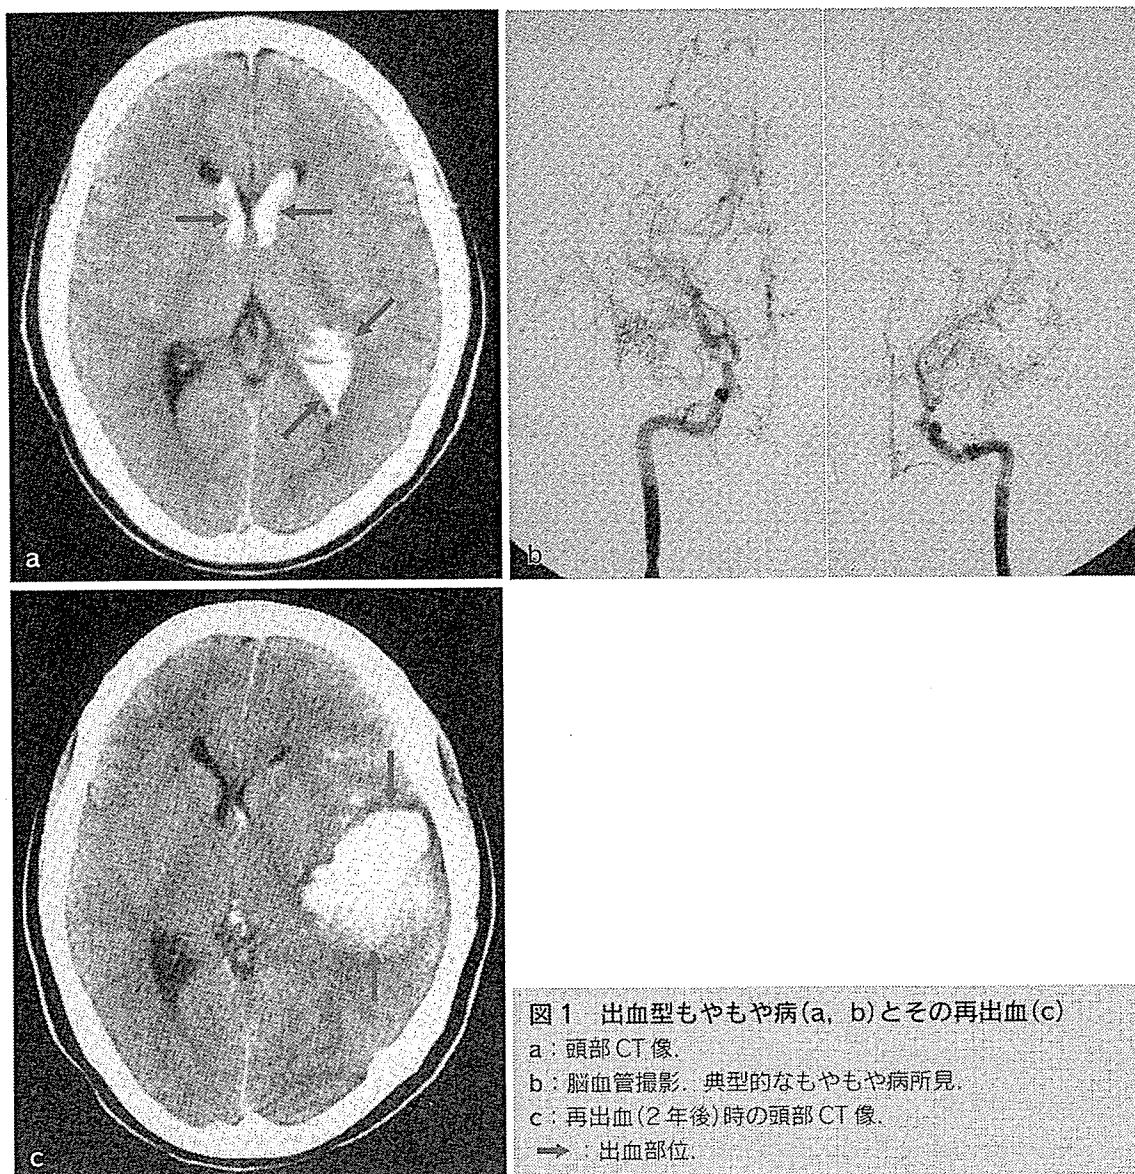 a
b
c
図1　出血型もやもや病(a, b)とその再出血(c)
a：頭部CT像.
b：脳血管撮影. 典型的なもやもや病所見.
c：再出血(2年後)時の頭部CT像.
→：出血部位.